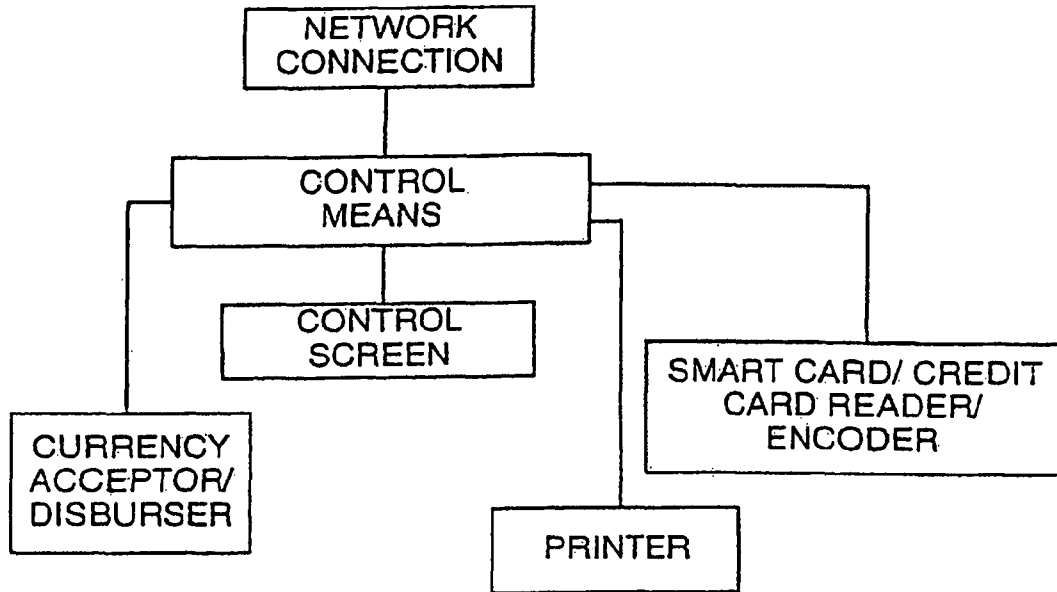 NETWORK
CONNECTION
CONTROL
MEANS
CONTROL
SCREEN
SMART CARD/ CREDIT
CARD READER/
ENCODER
CURRENCY
ACCEPTOR/
DISBURSER
PRINTER